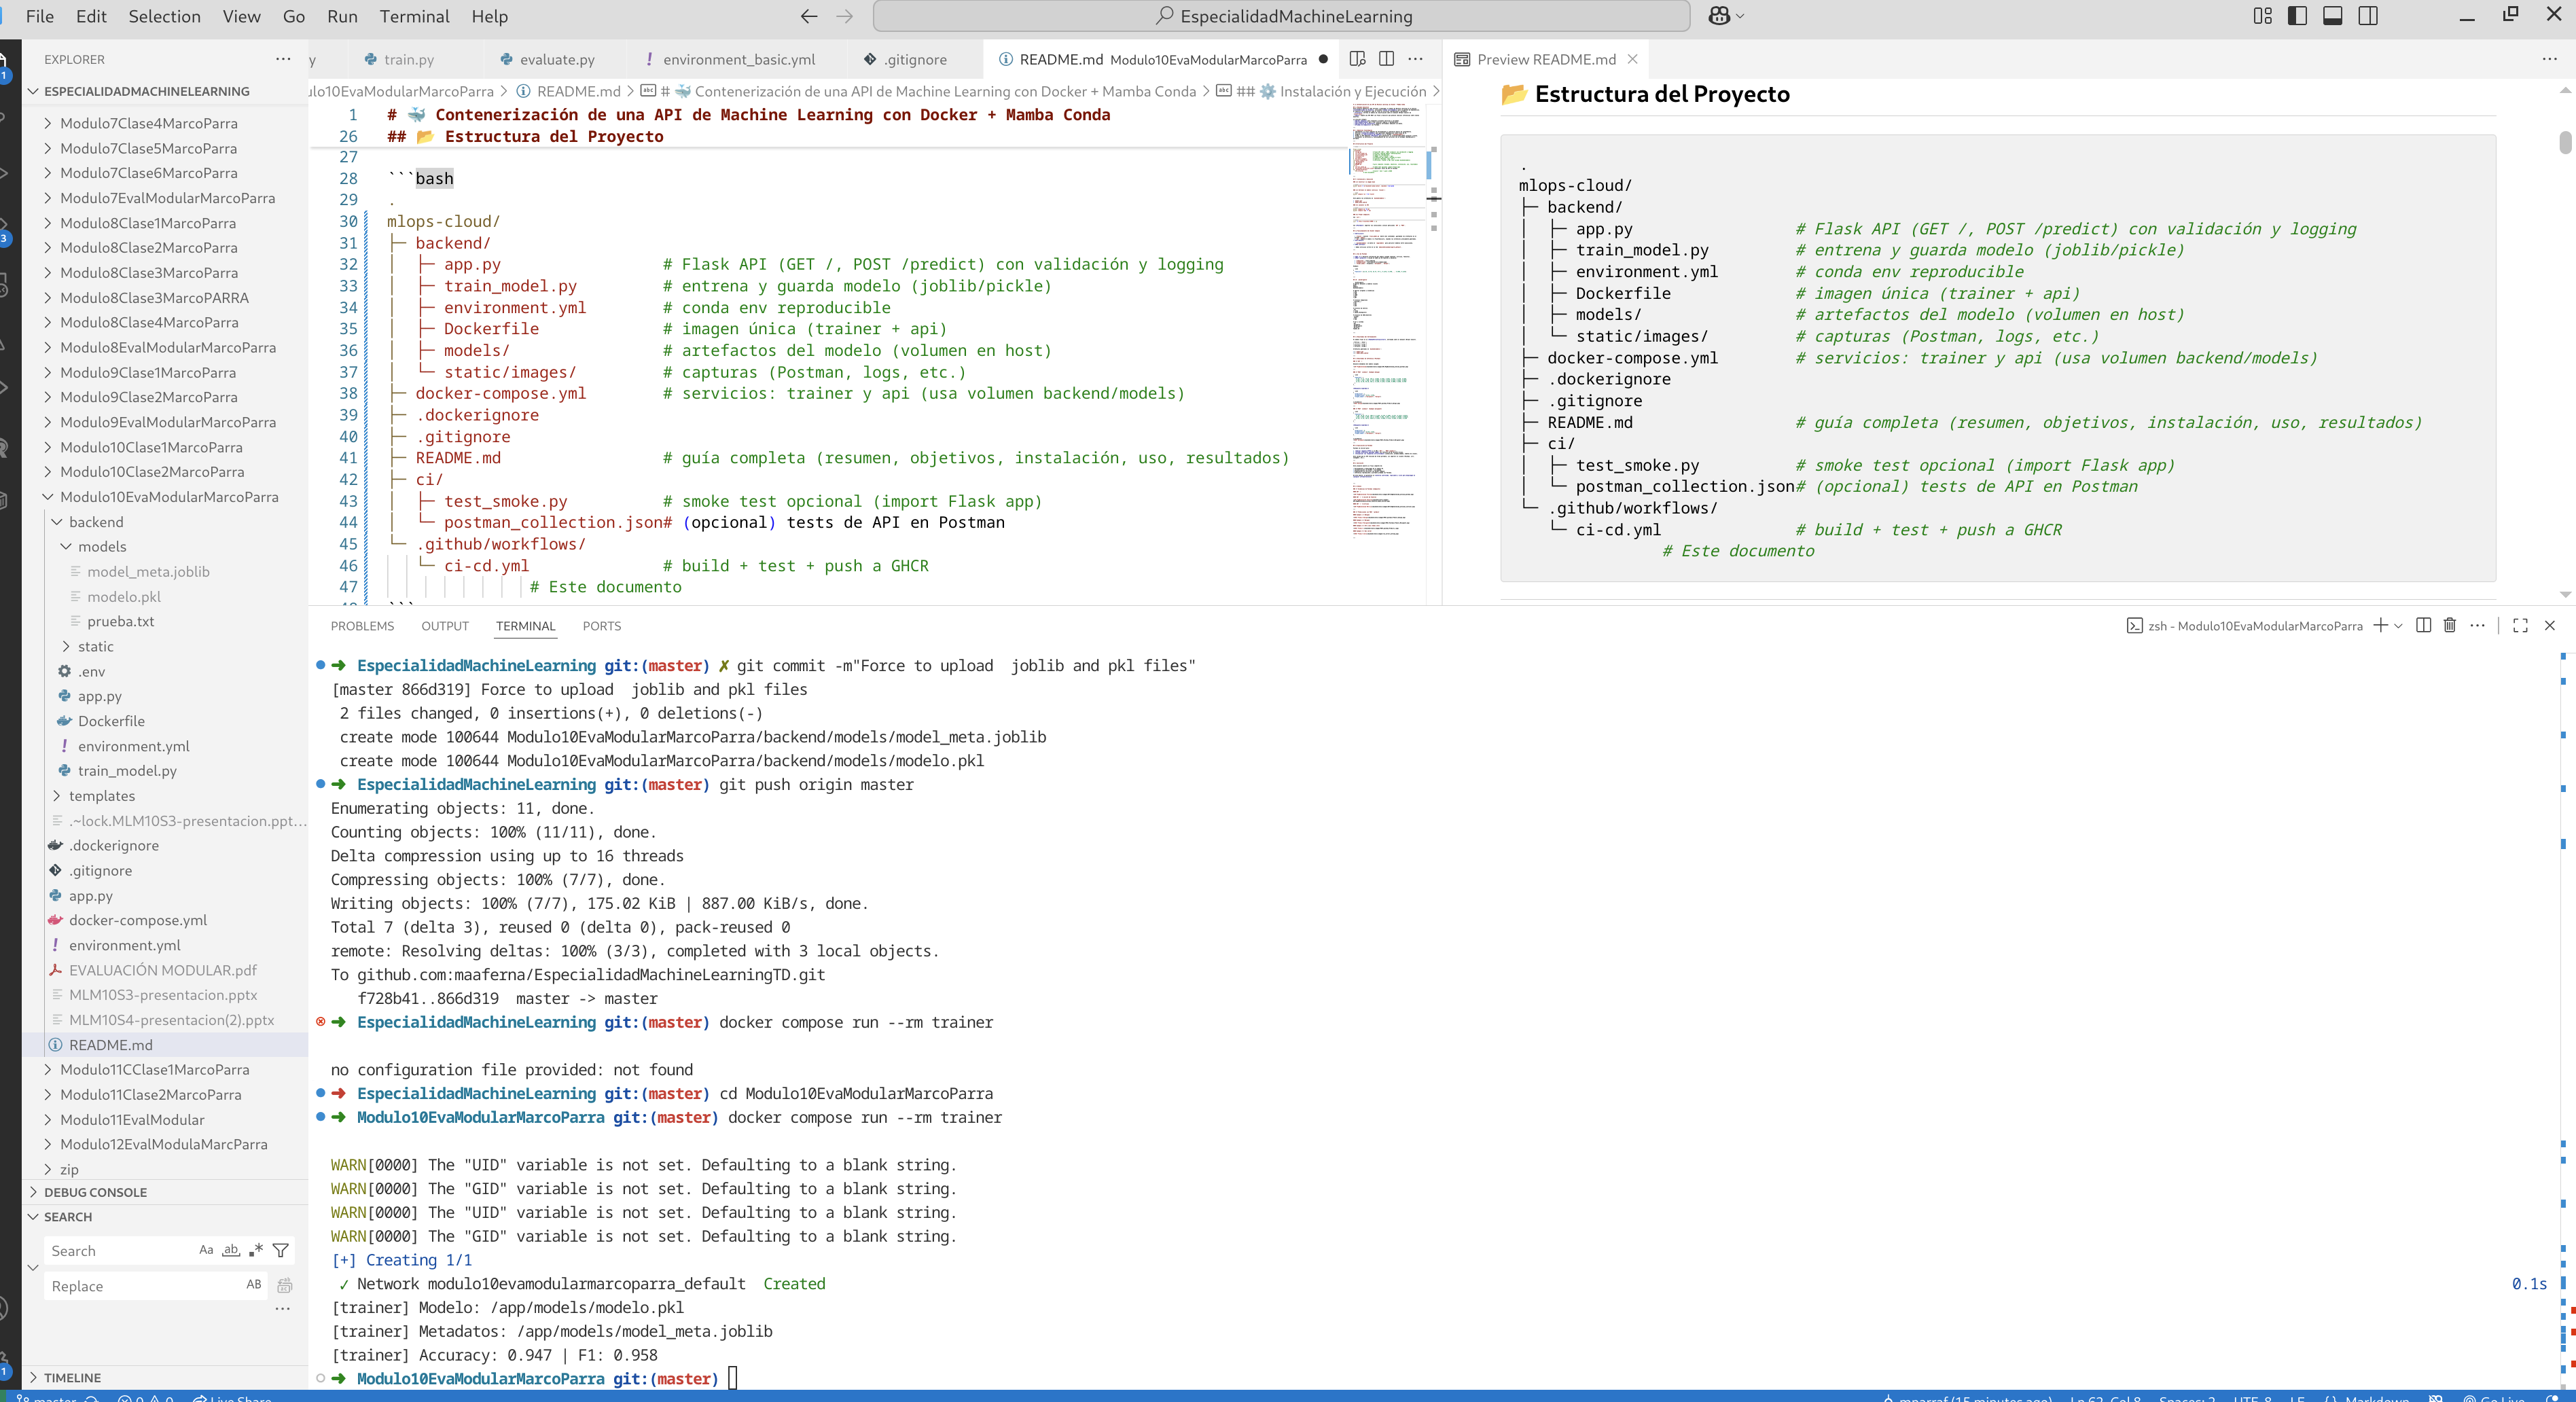 File Edit Selection View Go Run Terminal Help
EspecialidadMachineLearning
EXPLORER
ESPECIALIDADMACHINELEARNING
Modulo7Clase4MarcoParra
Modulo7Clase5MarcoParra
Modulo7Clase6MarcoParra
Modulo7EvalModularMarcoParra
Modulo8Clase1MarcoParra
Modulo8Clase2MarcoParra
Modulo8Clase3MarcoParra
Modulo8Clase3MarcoPARRA
Modulo8Clase4MarcoParra
Modulo8EvalModularMarcoParra
Modulo9Clase1MarcoParra
Modulo9Clase2MarcoParra
Modulo9EvalModularMarcoParra
Modulo10Clase1MarcoParra
Modulo10Clase2MarcoParra
Modulo10EvaModularMarcoParra
backend
models
model_meta.joblib
modelo.pkl
prueba.txt
static
.env
app.py
Dockerfile
environment.yml
train_model.py
templates
.~lock.MLM10S3-presentacion.ppt...
.dockerignore
.gitignore
app.py
docker-compose.yml
environment.yml
EVALUACIÓN MODULAR.pdf
MLM10S3-presentacion.pptx
MLM10S4-presentacion(2).pptx
README.md
Modulo11CClase1MarcoParra
Modulo11Clase2MarcoParra
Modulo11EvalModular
Modulo12EvalModulaMarcParra
zip
DEBUG CONSOLE
SEARCH
Search Aa ab .*
Replace AB
TIMELINE
y train.py evaluate.py ! environment_basic.yml .gitignore README.md Modulo10EvaModularMarcoParra
ulo10EvaModularMarcoParra > README.md > # 🐳 Contenerización de una API de Machine Learning con Docker + Mamba Conda > ## ⚙️ Instalación y Ejecución >
1 # 🐳 Contenerización de una API de Machine Learning con Docker + Mamba Conda
26 ## 📂 Estructura del Proyecto
27
28 ```bash
29 .
30 mlops-cloud/
31 ├─ backend/
32 │  ├─ app.py # Flask API (GET /, POST /predict) con validación y logging
33 │  ├─ train_model.py # entrena y guarda modelo (joblib/pickle)
34 │  ├─ environment.yml # conda env reproducible
35 │  ├─ Dockerfile # imagen única (trainer + api)
36 │  ├─ models/ # artefactos del modelo (volumen en host)
37 │  └─ static/images/ # capturas (Postman, logs, etc.)
38 ├─ docker-compose.yml # servicios: trainer y api (usa volumen backend/models)
39 ├─ .dockerignore
40 ├─ .gitignore
41 ├─ README.md # guía completa (resumen, objetivos, instalación, uso, resultados)
42 ├─ ci/
43 │  ├─ test_smoke.py # smoke test opcional (import Flask app)
44 │  └─ postman_collection.json# (opcional) tests de API en Postman
45 └─ .github/workflows/
46    └─ ci-cd.yml # build + test + push a GHCR
47 # Este documento
Preview README.md
📂 Estructura del Proyecto
.
mlops-cloud/
├─ backend/
│  ├─ app.py # Flask API (GET /, POST /predict) con validación y logging
│  ├─ train_model.py # entrena y guarda modelo (joblib/pickle)
│  ├─ environment.yml # conda env reproducible
│  ├─ Dockerfile # imagen única (trainer + api)
│  ├─ models/ # artefactos del modelo (volumen en host)
│  └─ static/images/ # capturas (Postman, logs, etc.)
├─ docker-compose.yml # servicios: trainer y api (usa volumen backend/models)
├─ .dockerignore
├─ .gitignore
├─ README.md # guía completa (resumen, objetivos, instalación, uso, resultados)
├─ ci/
│  ├─ test_smoke.py # smoke test opcional (import Flask app)
│  └─ postman_collection.json# (opcional) tests de API en Postman
└─ .github/workflows/
   └─ ci-cd.yml # build + test + push a GHCR
# Este documento
PROBLEMS OUTPUT TERMINAL PORTS
zsh - Modulo10EvaModularMarcoParra
➜ EspecialidadMachineLearning git:(master) ✗ git commit -m"Force to upload  joblib and pkl files"
[master 866d319] Force to upload  joblib and pkl files
2 files changed, 0 insertions(+), 0 deletions(-)
create mode 100644 Modulo10EvaModularMarcoParra/backend/models/model_meta.joblib
create mode 100644 Modulo10EvaModularMarcoParra/backend/models/modelo.pkl
➜ EspecialidadMachineLearning git:(master) git push origin master
Enumerating objects: 11, done.
Counting objects: 100% (11/11), done.
Delta compression using up to 16 threads
Compressing objects: 100% (7/7), done.
Writing objects: 100% (7/7), 175.02 KiB | 887.00 KiB/s, done.
Total 7 (delta 3), reused 0 (delta 0), pack-reused 0
remote: Resolving deltas: 100% (3/3), completed with 3 local objects.
To github.com:maaferna/EspecialidadMachineLearningTD.git
f728b41..866d319  master -> master
➜ EspecialidadMachineLearning git:(master) docker compose run --rm trainer
no configuration file provided: not found
➜ EspecialidadMachineLearning git:(master) cd Modulo10EvaModularMarcoParra
➜ Modulo10EvaModularMarcoParra git:(master) docker compose run --rm trainer
WARN[0000] The "UID" variable is not set. Defaulting to a blank string.
WARN[0000] The "GID" variable is not set. Defaulting to a blank string.
WARN[0000] The "UID" variable is not set. Defaulting to a blank string.
WARN[0000] The "GID" variable is not set. Defaulting to a blank string.
[+] Creating 1/1
✓ Network modulo10evamodularmarcoparra_default  Created 0.1s
[trainer] Modelo: /app/models/modelo.pkl
[trainer] Metadatos: /app/models/model_meta.joblib
[trainer] Accuracy: 0.947 | F1: 0.958
➜ Modulo10EvaModularMarcoParra git:(master)